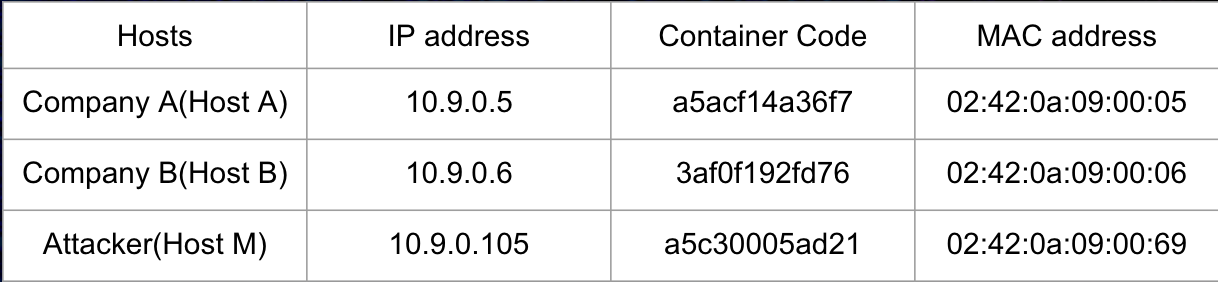 Hosts IP address Container Code MAC address
Company A(Host A) 10.9.0.5 a5acf14a36f7 02:42:0a:09:00:05
Company B(Host B) 10.9.0.6 3af0f192fd76 02:42:0a:09:00:06
Attacker(Host M) 10.9.0.105 a5c30005ad21 02:42:0a:09:00:69